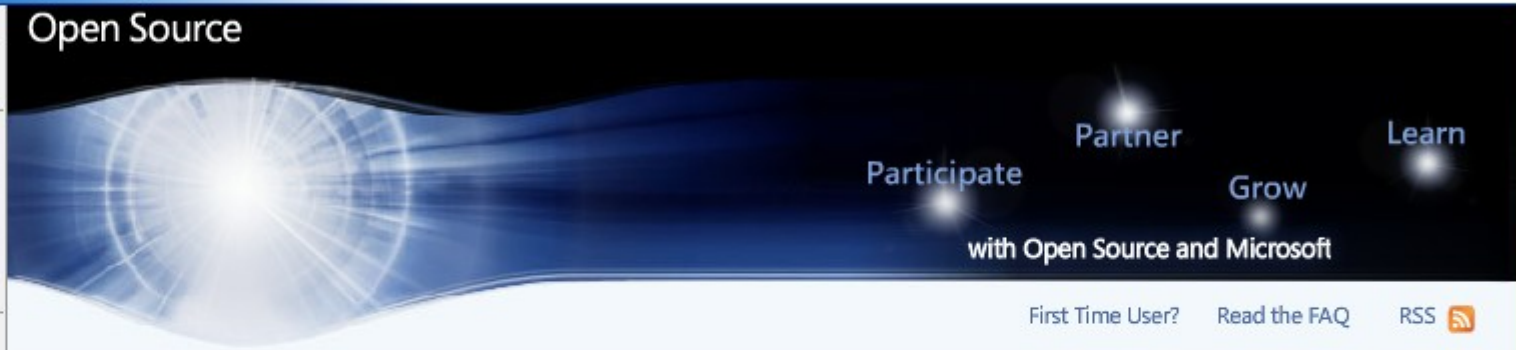 Open Source
Partner
Learn
Participate
Grow
with Open Source and Microsoft
First Time User? Read the FAQ RSS